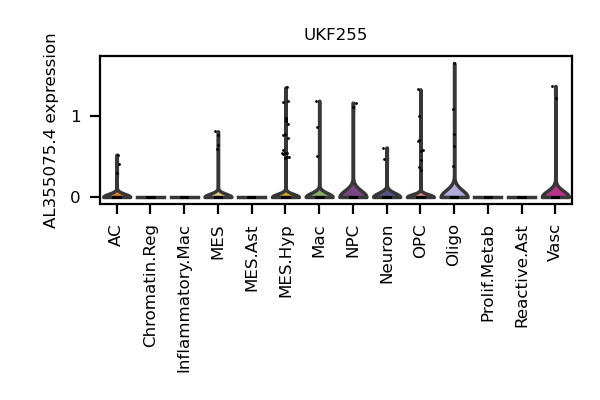 UKF255
AL355075.4 expression
1
0
AC
Chromatin.Reg
Inflammatory.Mac
MES
MES.Ast
MES.Hyp
Mac
NPC
Neuron
OPC
Oligo
Prolif.Metab
Reactive.Ast
Vasc